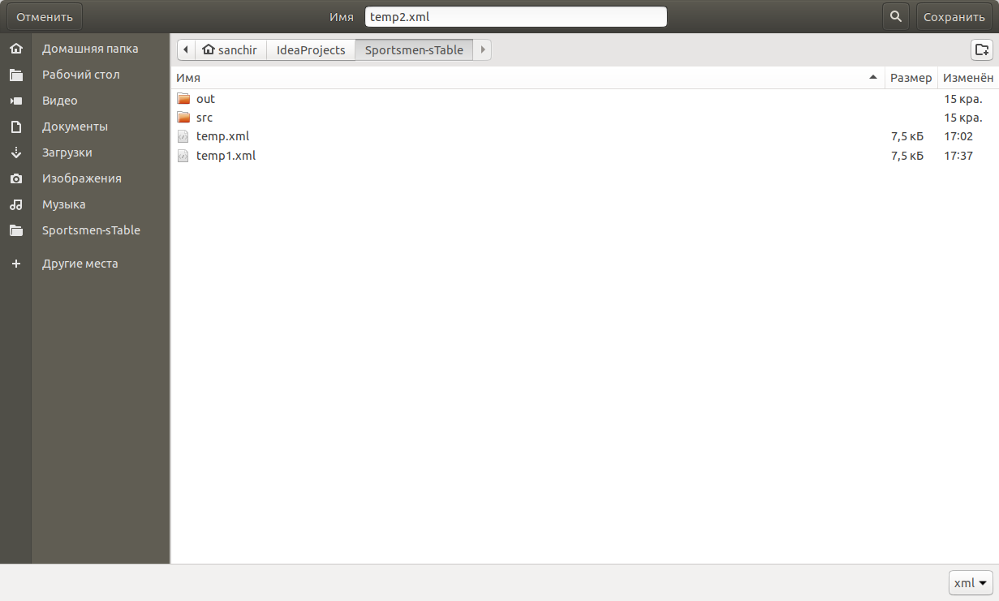 Отменить Имя temp2.xml Сохранить
Домашняя папка
Рабочий стол
Видео
Документы
Загрузки
Изображения
Музыка
Sportsmen-sTable
Другие места
sanchir IdeaProjects Sportsmen-sTable
Имя Размер Изменён
out 15 кра.
src 15 кра.
temp.xml 7,5 кБ 17:02
temp1.xml 7,5 кБ 17:37
xml